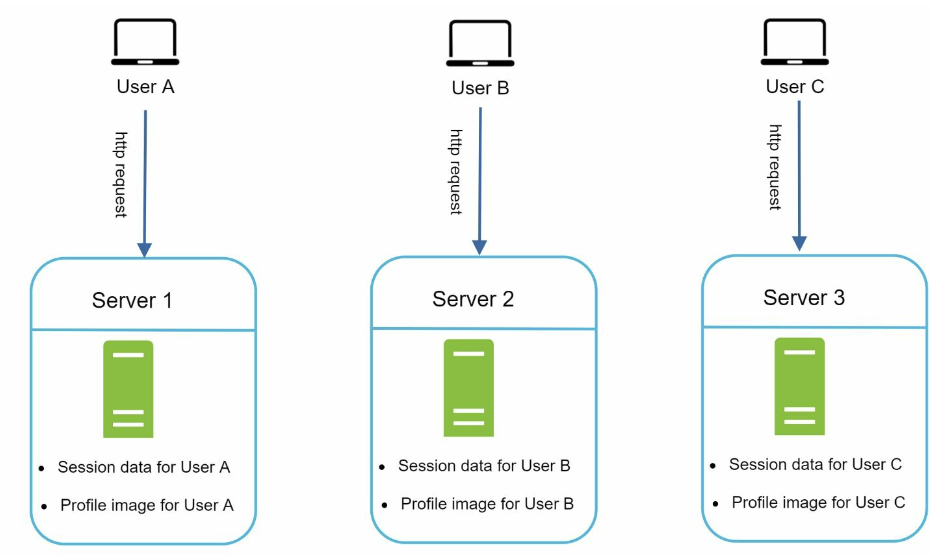 User A
User B
User C
http request
http request
http request
Server 1
Server 2
Server 3
• Session data for User A
• Profile image for User A
• Session data for User B
• Profile image for User B
• Session data for User C
• Profile image for User C